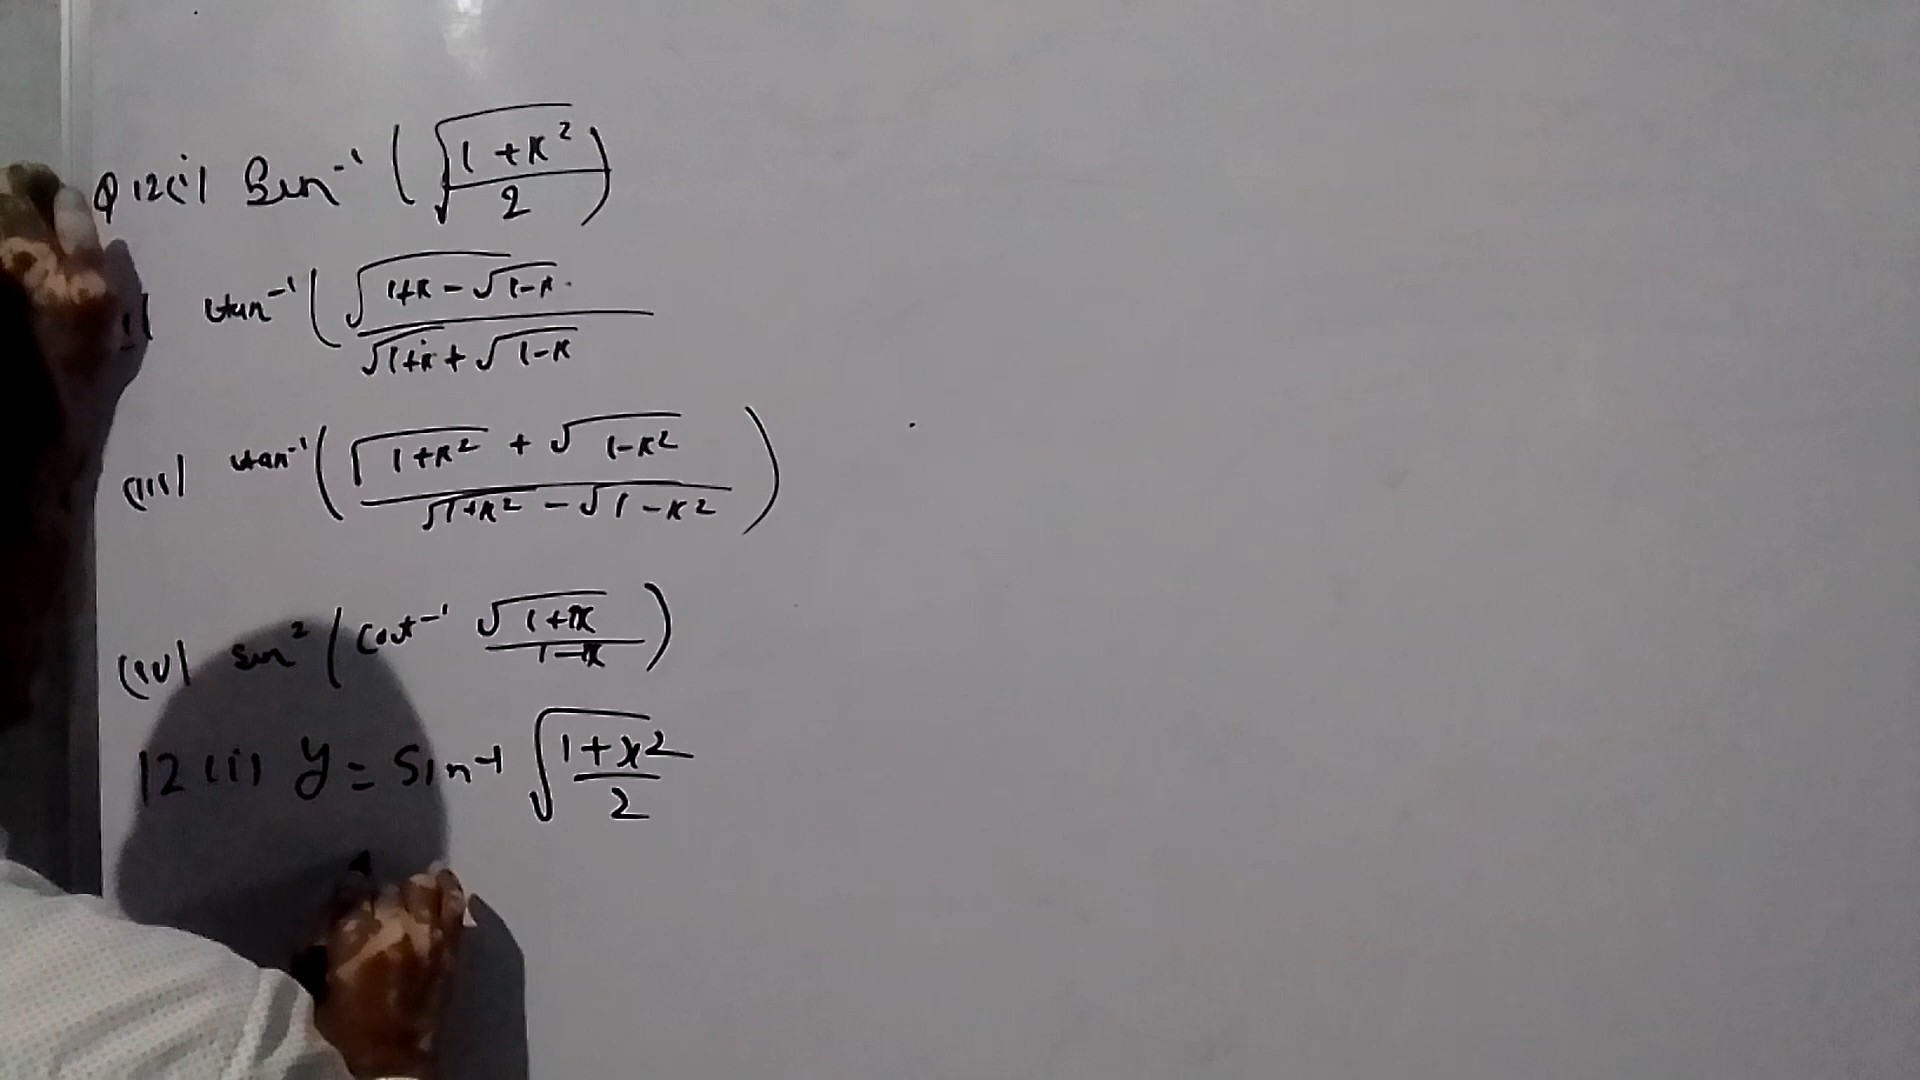 Q 12(i) Sin⁻¹ (√((1+x²)/2))
ii) tan⁻¹ ((√(1+x) - √(1-x))/(√(1+x) + √(1-x))
(iii) tan⁻¹ ((√(1+x²) + √(1-x²))/(√(1+x²) - √(1-x²)))
(iv) sin² (cot⁻¹ √(1+x)/(1-x))
12 (i) y = Sin⁻¹ √((1+x²)/2)